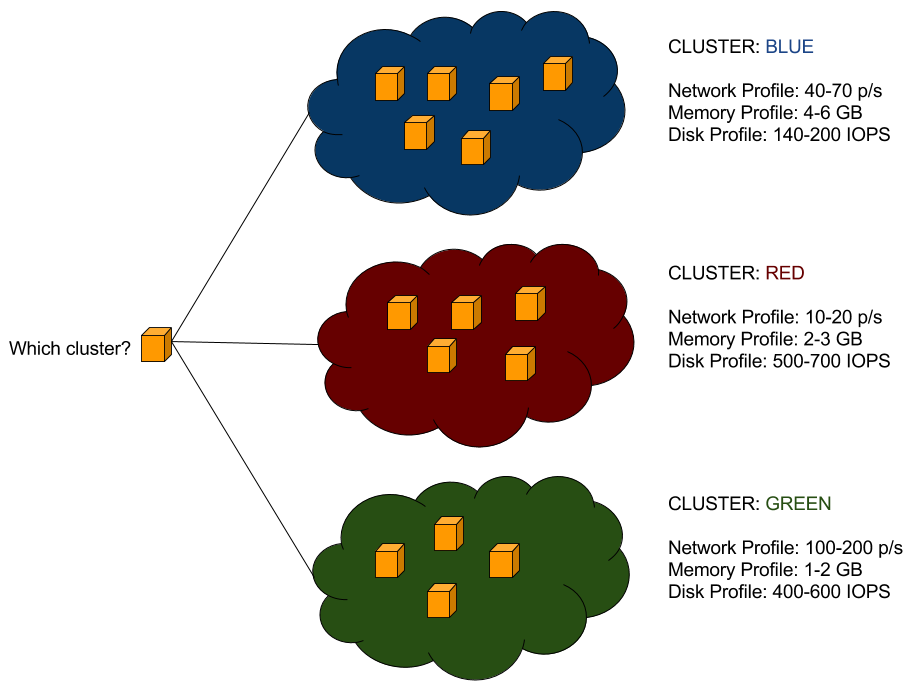 CLUSTER: BLUE
Network Profile: 40-70 p/s
Memory Profile: 4-6 GB
Disk Profile: 140-200 IOPS
CLUSTER: RED
Network Profile: 10-20 p/s
Memory Profile: 2-3 GB
Disk Profile: 500-700 IOPS
Which cluster?
CLUSTER: GREEN
Network Profile: 100-200 p/s
Memory Profile: 1-2 GB
Disk Profile: 400-600 IOPS